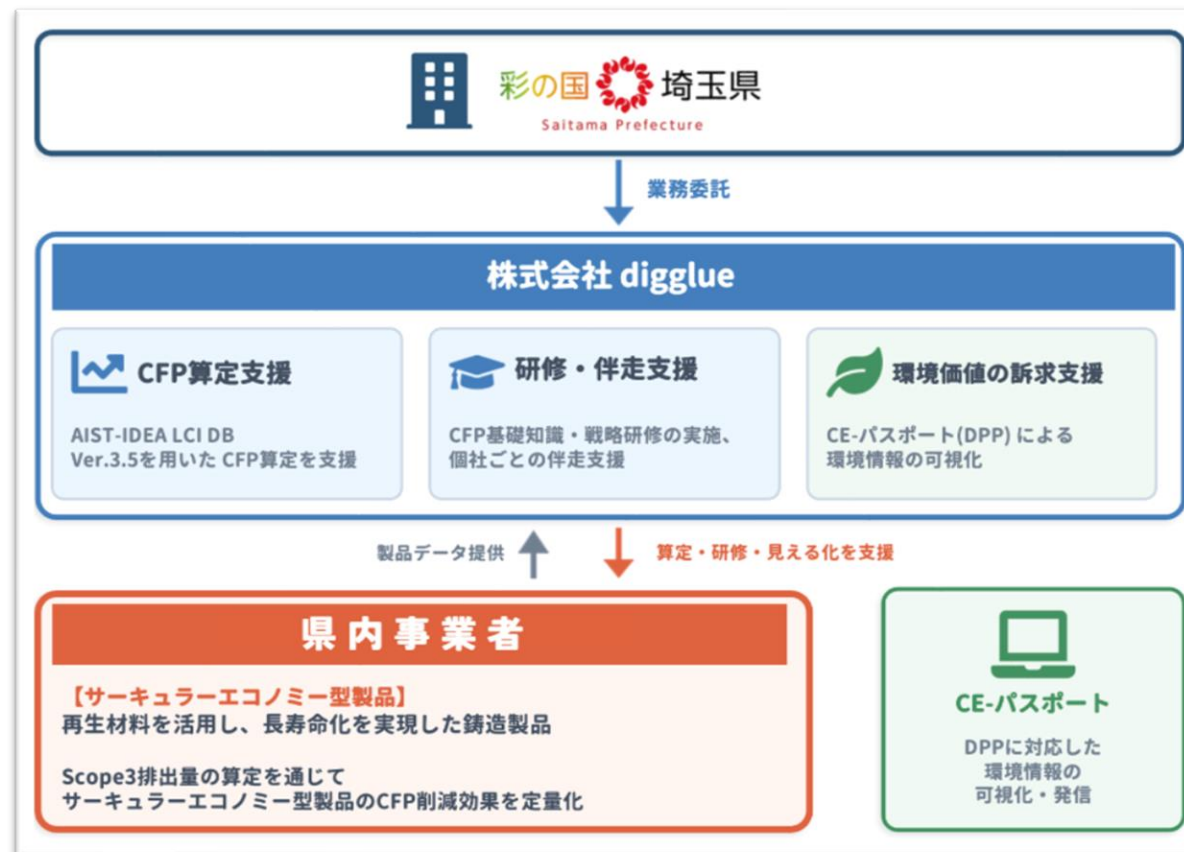 彩の国 埼玉県
Saitama Prefecture
業務委託
株式会社 digglue
CFP算定支援
AIST-IDEA LCI DB
Ver.3.5を用いた CFP算定を支援
研修・伴走支援
CFP基礎知識・戦略研修の実施、
個社ごとの伴走支援
環境価値の訴求支援
CE-パスポート(DPP) による
環境情報の可視化
製品データ提供
算定・研修・見える化を支援
県内事業者
【サーキュラーエコノミー型製品】
再生材料を活用し、長寿命化を実現した鋳造製品
Scope3排出量の算定を通じて
サーキュラーエコノミー型製品のCFP削減効果を定量化
CE-パスポート
DPPに対応した
環境情報の
可視化・発信